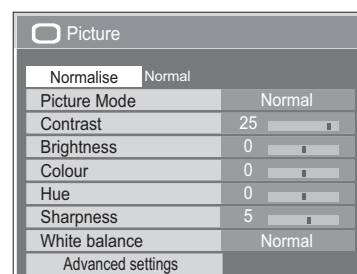 Picture
Normalise Normal
Picture Mode Normal
Contrast 25
Brightness 0
Colour 0
Hue 0
Sharpness 5
White balance Normal
Advanced settings